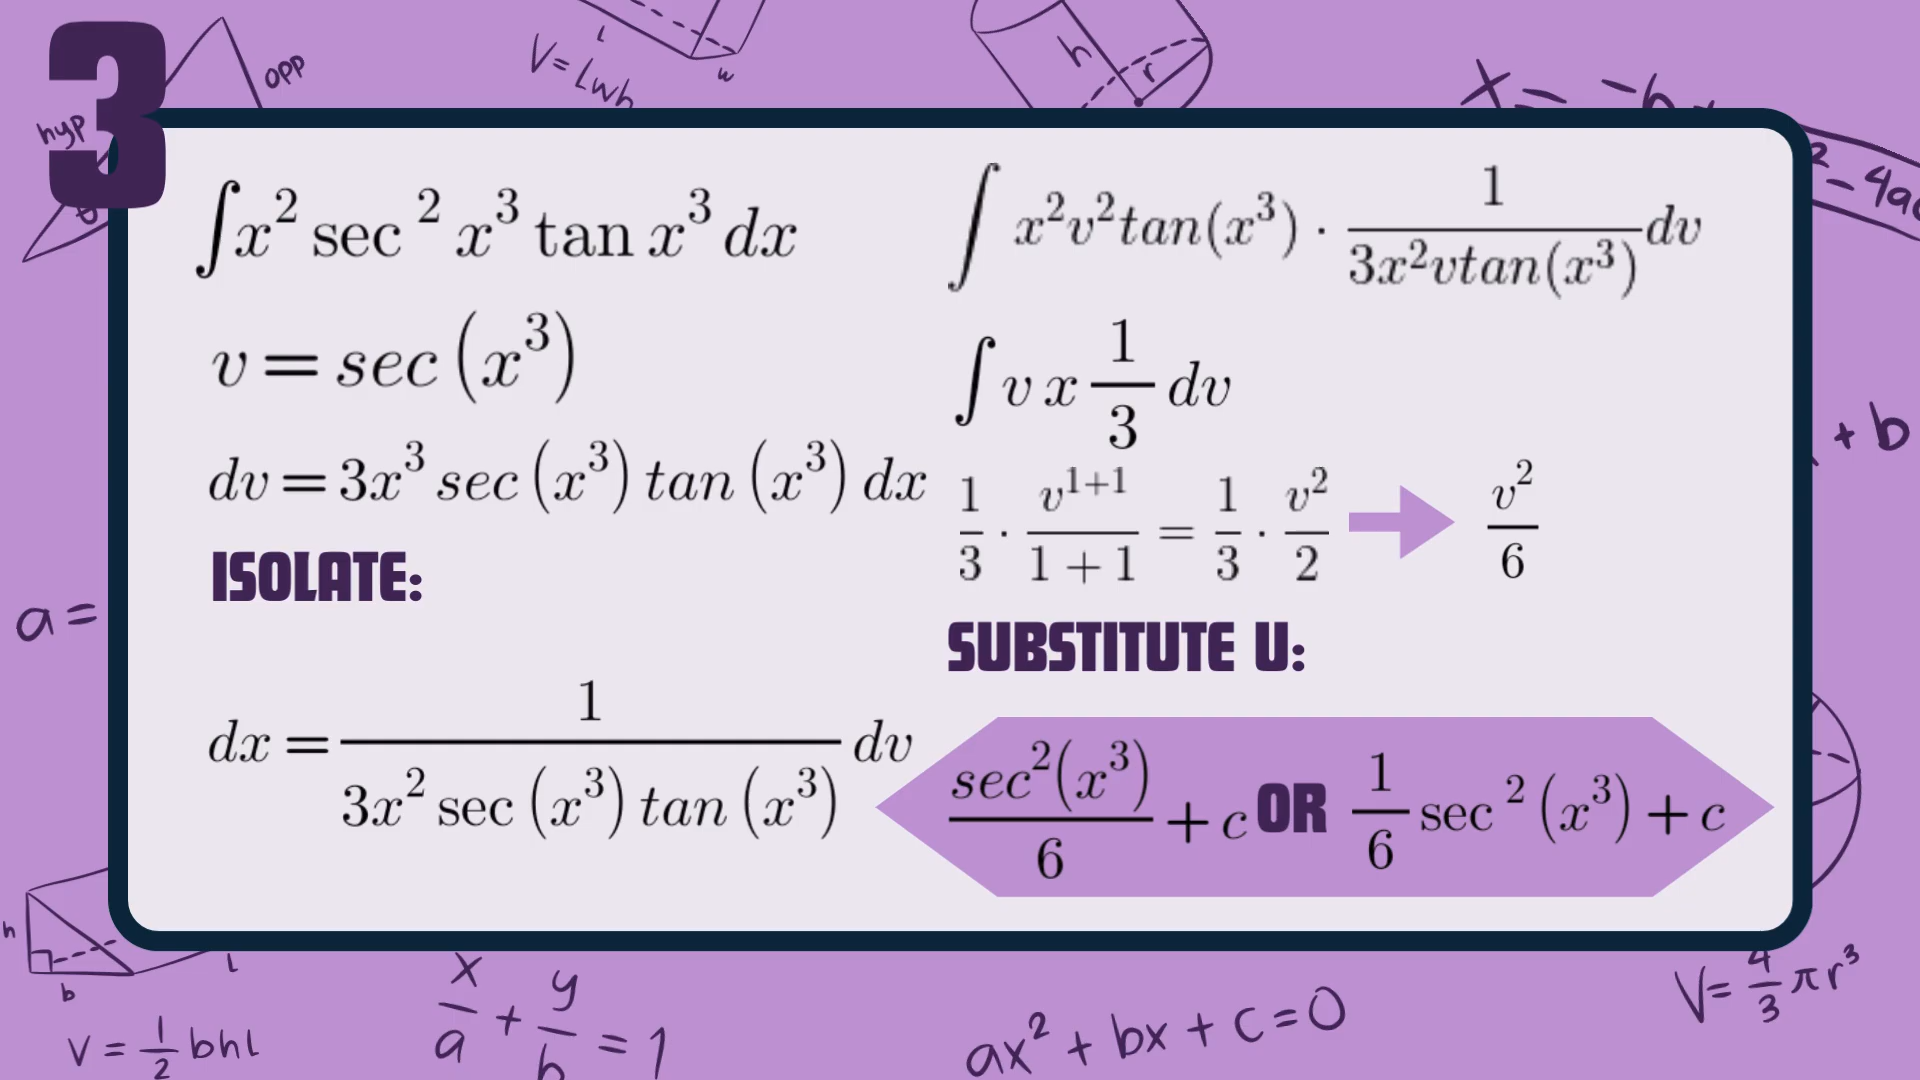 3
∫x² sec² x³ tan x³ dx
v = sec (x³)
dv = 3x³ sec (x³) tan (x³) dx
ISOLATE:
dx = 1 / 3x² sec (x³) tan (x³) dv
∫ x²v²tan(x³) · 1 / 3x²vtan(x³) dv
∫ v x 1/3 dv
1/3 · v¹⁺¹ / 1 + 1 = 1/3 · v²/2 v²/6
SUBSTITUTE U:
sec²(x³) / 6 + c OR 1/6 sec² (x³) + c
hyp
opp
θ
V = Lwh
L
w
h
r
x = -b +
² - 4ac
+ b
a =
h
b
L
V = 1/2 bhl
x/a + y/b = 1
ax² + bx + c = 0
V = 4/3 πr³